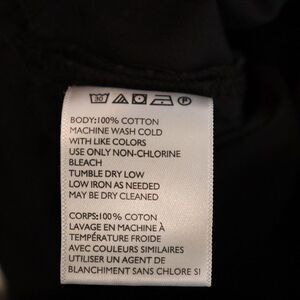 30
P
BODY:100% COTTON
MACHINE WASH COLD
WITH LIKE COLORS
USE ONLY NON-CHLORINE
BLEACH
TUMBLE DRY LOW
LOW IRON AS NEEDED
MAY BE DRY CLEANED
CORPS:100% COTON
LAVAGE EN MACHINE À
TEMPÉRATURE FROIDE
AVEC COULEURS SIMILAIRES
UTILISER UN AGENT DE
BLANCHIMENT SANS CHLORE SI